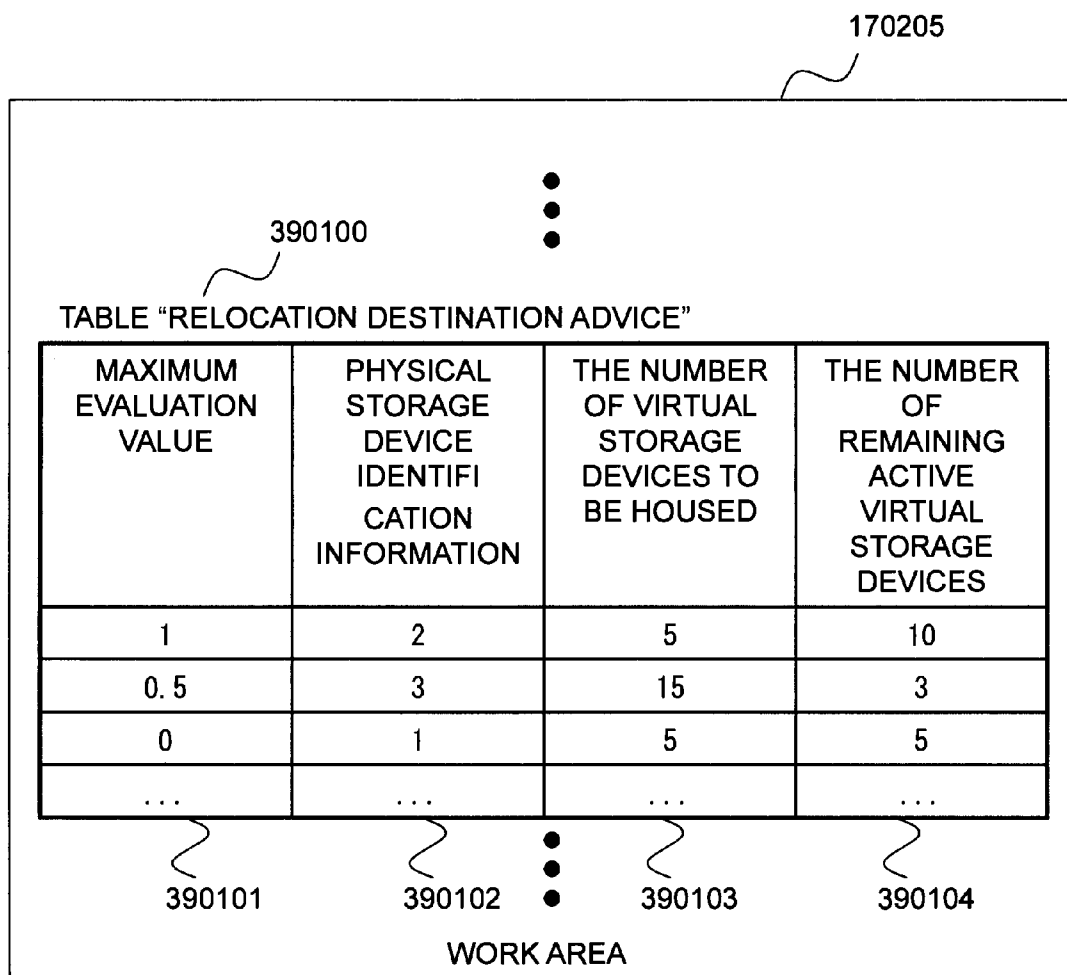 170205
390100
TABLE “RELOCATION DESTINATION ADVICE”
MAXIMUM
EVALUATION
VALUE
PHYSICAL
STORAGE
DEVICE
IDENTIFI
CATION
INFORMATION
THE NUMBER
OF VIRTUAL
STORAGE
DEVICES TO
BE HOUSED
THE NUMBER
OF
REMAINING
ACTIVE
VIRTUAL
STORAGE
DEVICES
1 2 5 10
0.5 3 15 3
0 1 5 5
... ... ... ...
390101 390102 390103 390104
WORK AREA